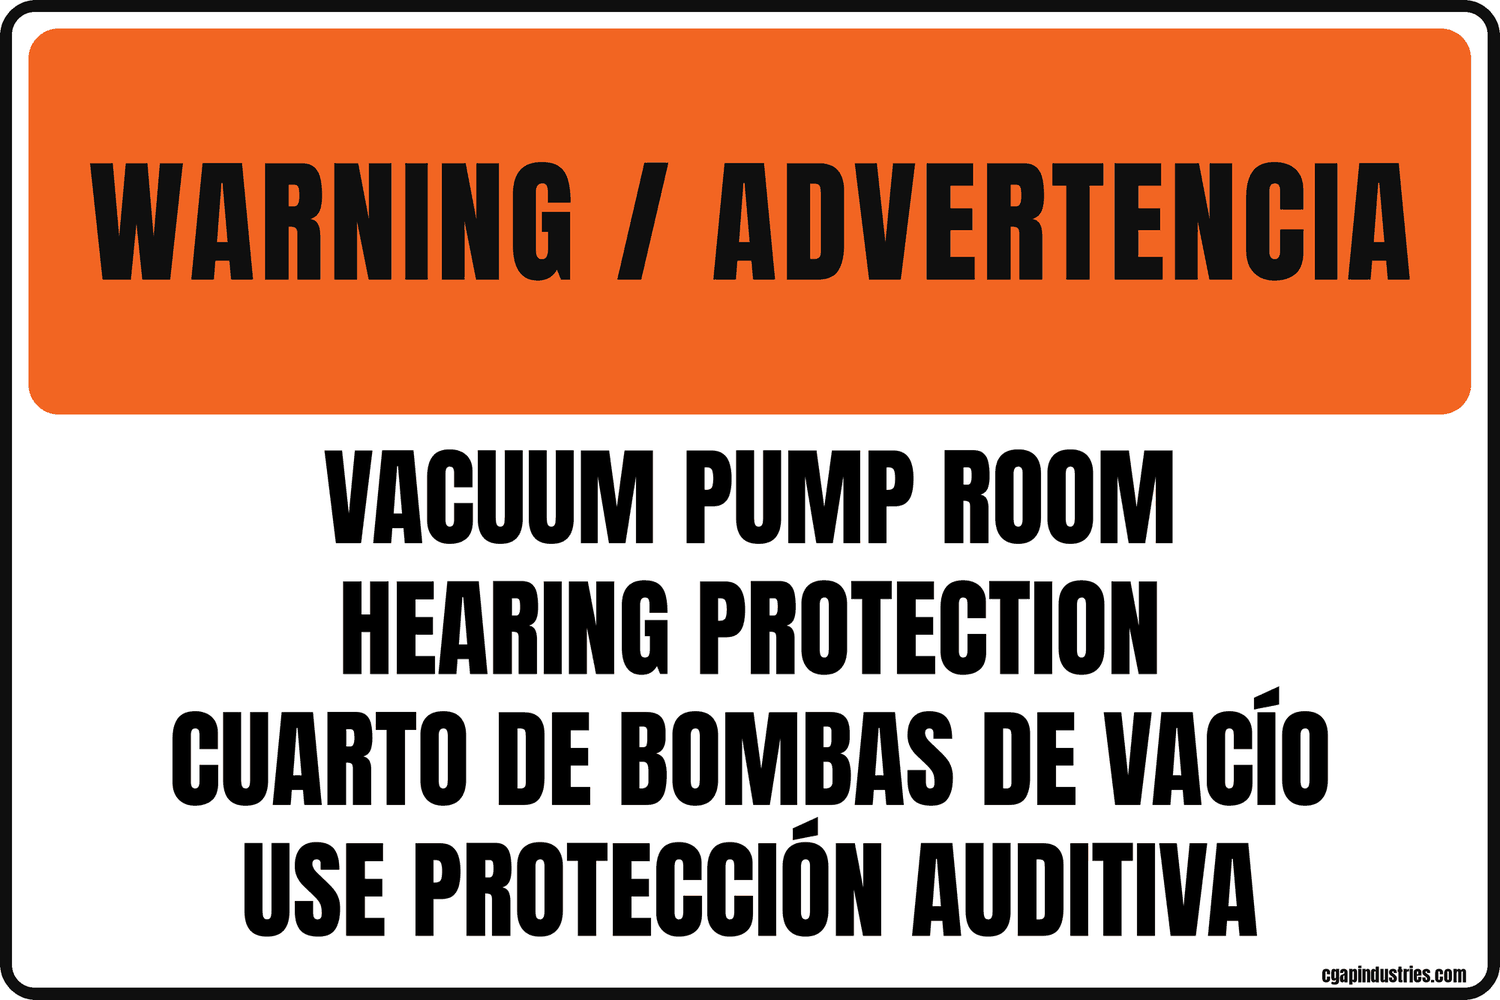 WARNING / ADVERTENCIA
VACUUM PUMP ROOM
HEARING PROTECTION
CUARTO DE BOMBAS DE VACÍO
USE PROTECCIÓN AUDITIVA
cgapindustries.com